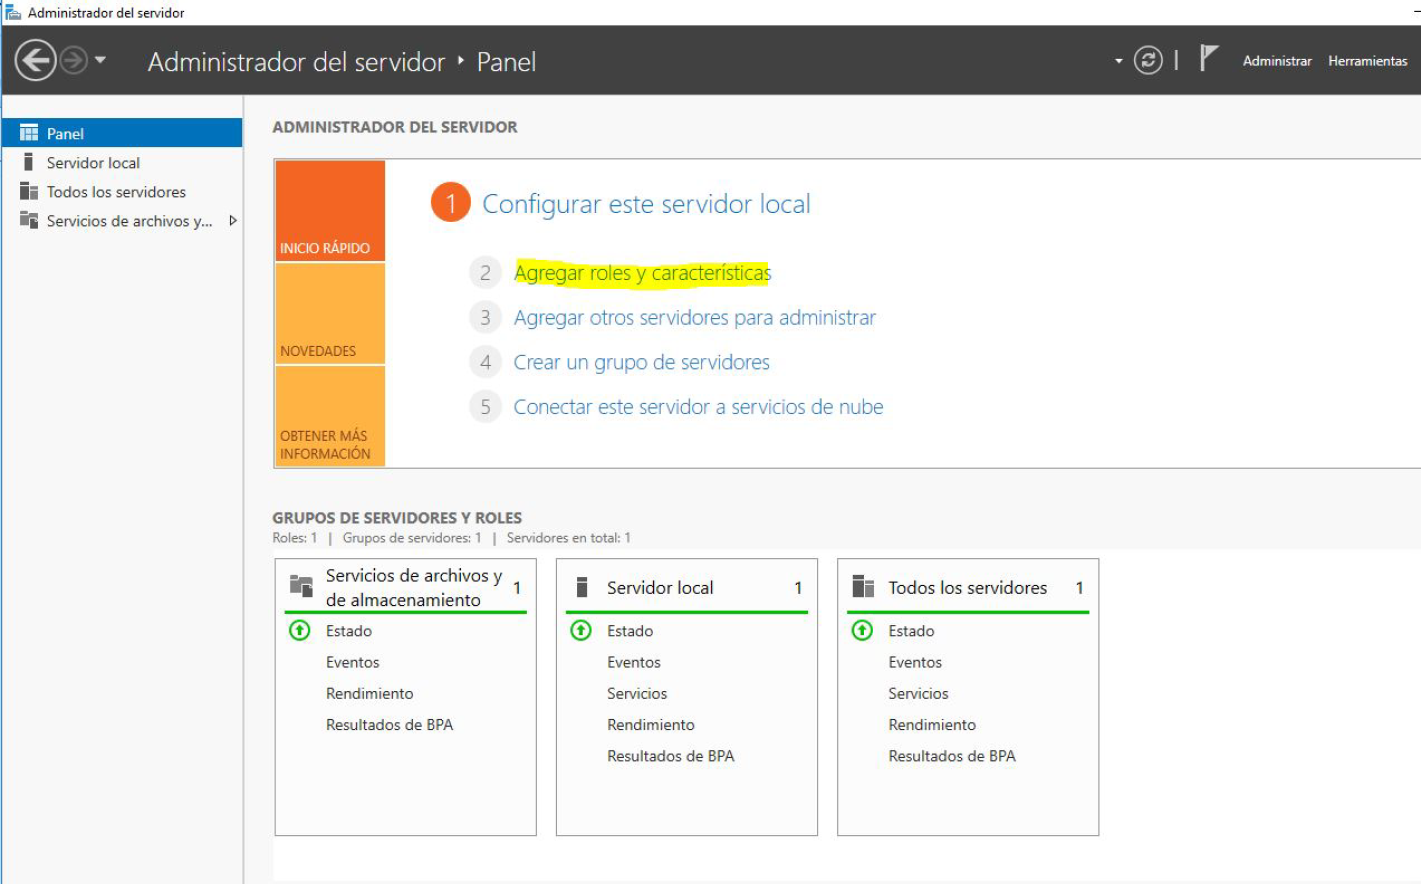 Administrador del servidor
Administrador del servidor ‣ Panel
Administrar Herramientas
Panel
Servidor local
Todos los servidores
Servicios de archivos y...
ADMINISTRADOR DEL SERVIDOR
INICIO RÁPIDO
NOVEDADES
OBTENER MÁS
INFORMACIÓN
1 Configurar este servidor local
2 Agregar roles y características
3 Agregar otros servidores para administrar
4 Crear un grupo de servidores
5 Conectar este servidor a servicios de nube
GRUPOS DE SERVIDORES Y ROLES
Roles: 1 | Grupos de servidores: 1 | Servidores en total: 1
Servicios de archivos y
de almacenamiento 1
Estado
Eventos
Rendimiento
Resultados de BPA
Servidor local 1
Estado
Eventos
Servicios
Rendimiento
Resultados de BPA
Todos los servidores 1
Estado
Eventos
Servicios
Rendimiento
Resultados de BPA